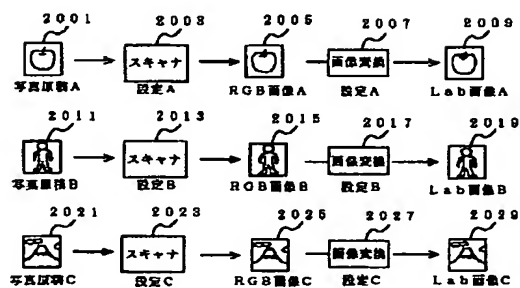 2001 2003 2005 2007 2009
スキャナ 画像変換
写真原稿A 設定A RGB画像A 設定A Lab画像A
2011 2013 2015 2017 2019
スキャナ 画像変換
写真原稿B 設定B RGB画像B 設定B Lab画像B
2021 2023 2025 2027 2029
スキャナ 画像変換
写真原稿C 設定C RGB画像C 設定C Lab画像C